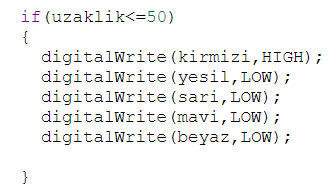 if(uzaklik<=50)
{
digitalWrite(kirmizi,HIGH);
digitalWrite(yesil,LOW);
digitalWrite(sari,LOW);
digitalWrite(mavi,LOW);
digitalWrite(beyaz,LOW);
}